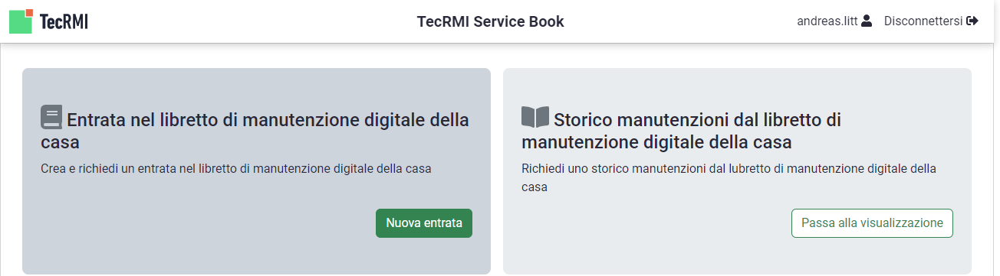 TecRMI
TecRMI Service Book
andreas.litt
Disconnettersi
Entrata nel libretto di manutenzione digitale della
casa
Crea e richiedi un entrata nel libretto di manutenzione digitale della casa
Nuova entrata
Storico manutenzioni dal libretto di
manutenzione digitale della casa
Richiedi uno storico manutenzioni dal lubretto di manutenzione digitale della
casa
Passa alla visualizzazione